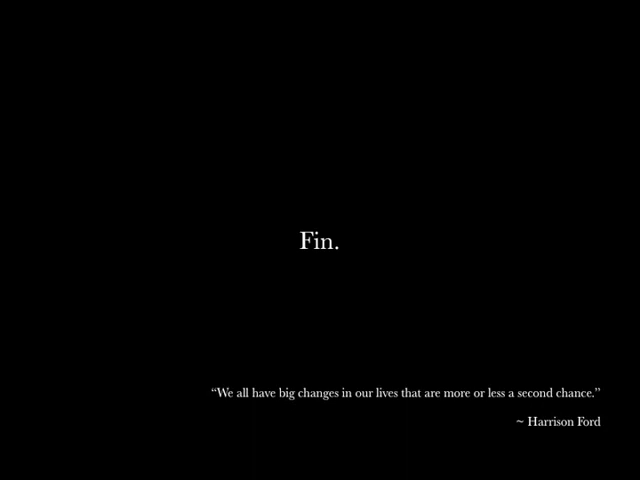 Fin.
“We all have big changes in our lives that are more or less a second chance.”
~ Harrison Ford